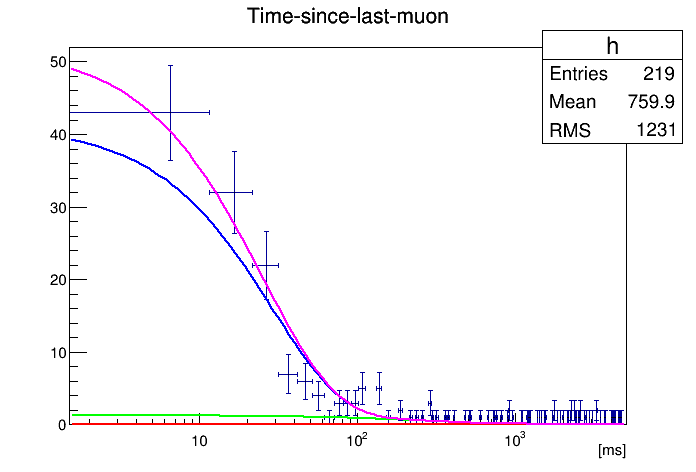 Time-since-last-muon
h
Entries 219
Mean 759.9
RMS 1231
50
40
30
20
10
0
10 10² 10³
[ms]